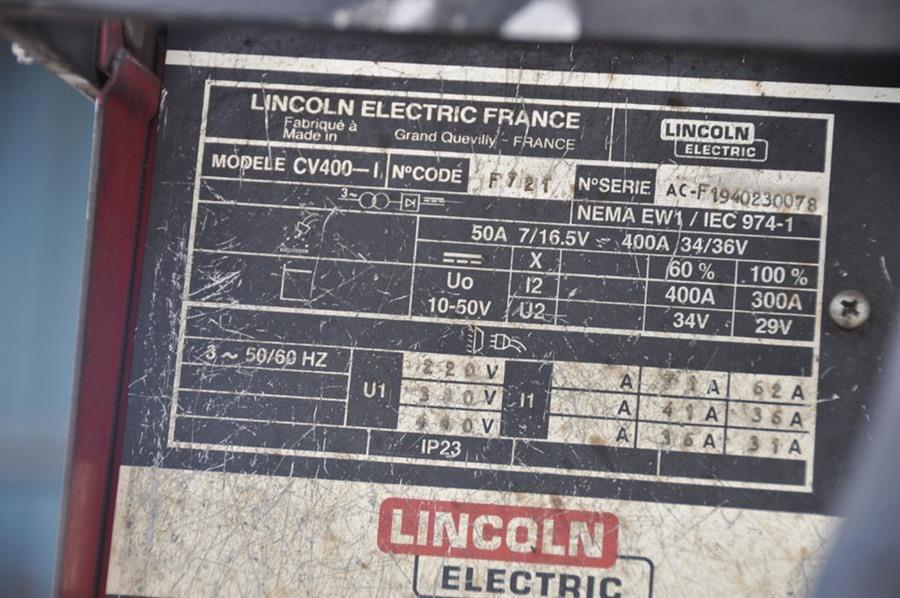 LINCOLN ELECTRIC FRANCE
Fabriqué à
Made in Grand Quevilly - FRANCE
LINCOLN
ELECTRIC
MODELE CV400-I N°CODE F721 N°SERIE AC-F1940230078
3~ NEMA EW1 / IEC 974-1
50A 7/16.5V - 400A 34/36V
X 60 % 100 %
Uo I2 400A 300A
10-50V U2 34V 29V
3 ~ 50/60 HZ
U1 220V I1 A 71A 62A
380V A 41A 36A
440V A 36A 31A
IP23
LINCOLN
ELECTRIC